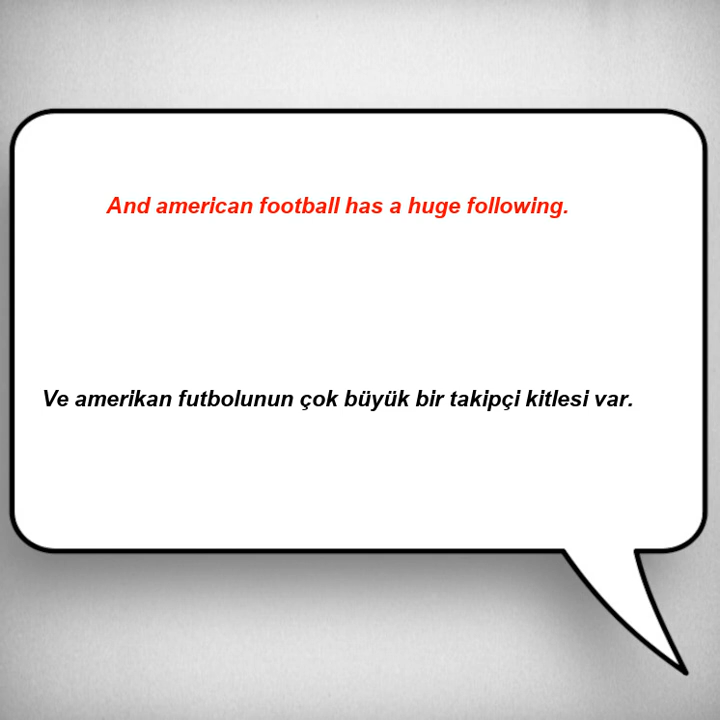 And american football has a huge following.
Ve amerikan futbolunun çok büyük bir takipçi kitlesi var.